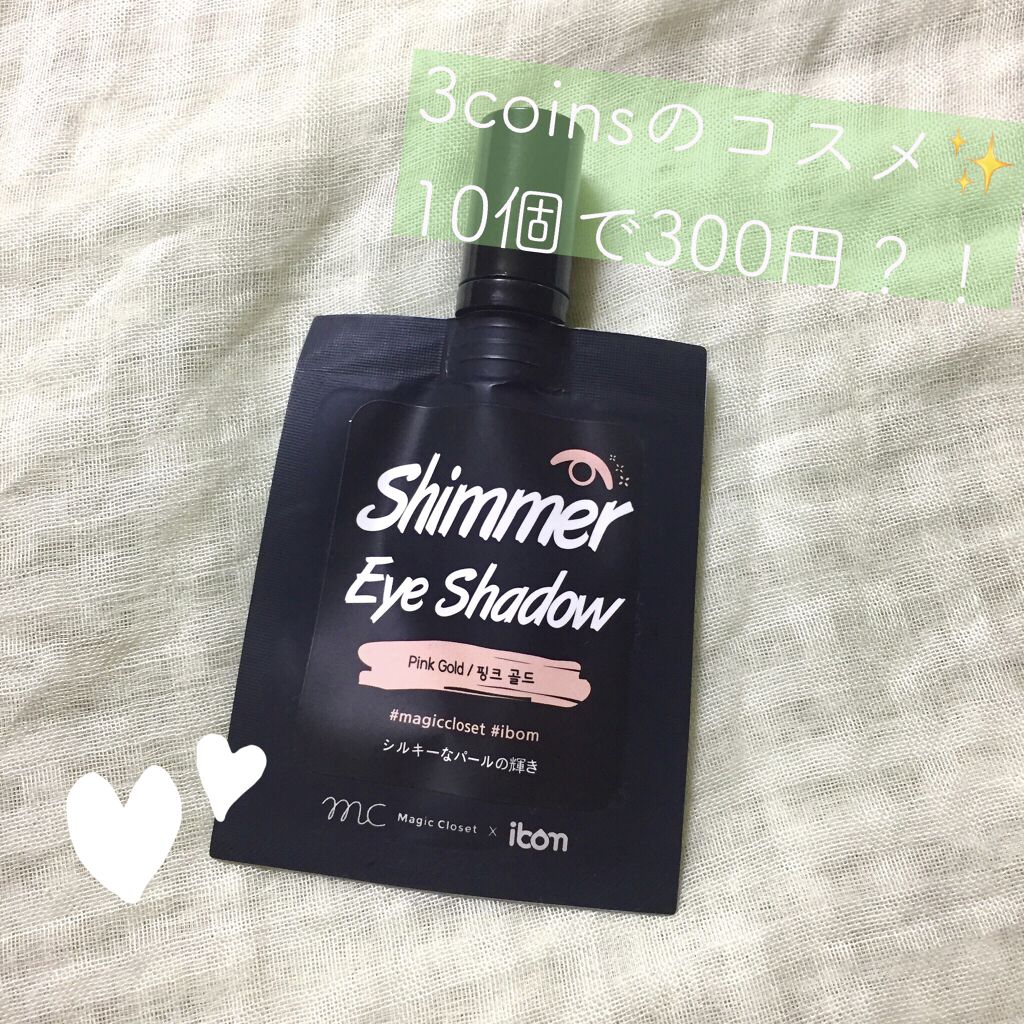 3coinsのコスメ✨
10個で300円？！
Shimmer
Eye Shadow
Pink Gold / 핑크 골드
#magiccloset #ibom
シルキーなパールの輝き
mc Magic Closet x ibom